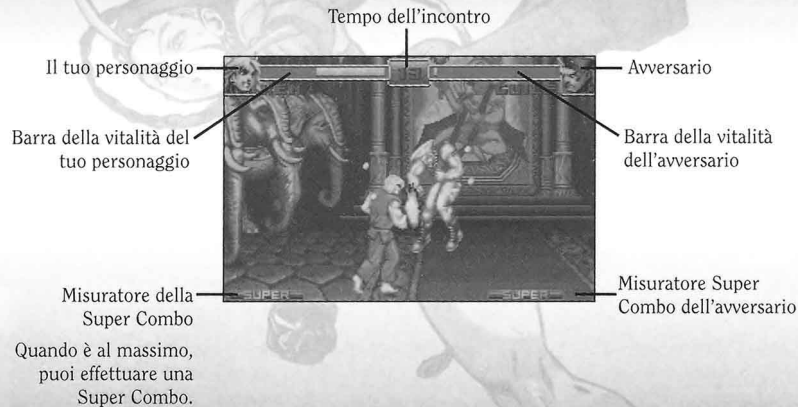 Tempo dell'incontro
Il tuo personaggio
Avversario
Barra della vitalità del
tuo personaggio
Barra della vitalità
dell'avversario
SUPER
SUPER
Misuratore della
Super Combo
Misuratore Super
Combo dell'avversario
Quando è al massimo,
puoi effettuare una
Super Combo.